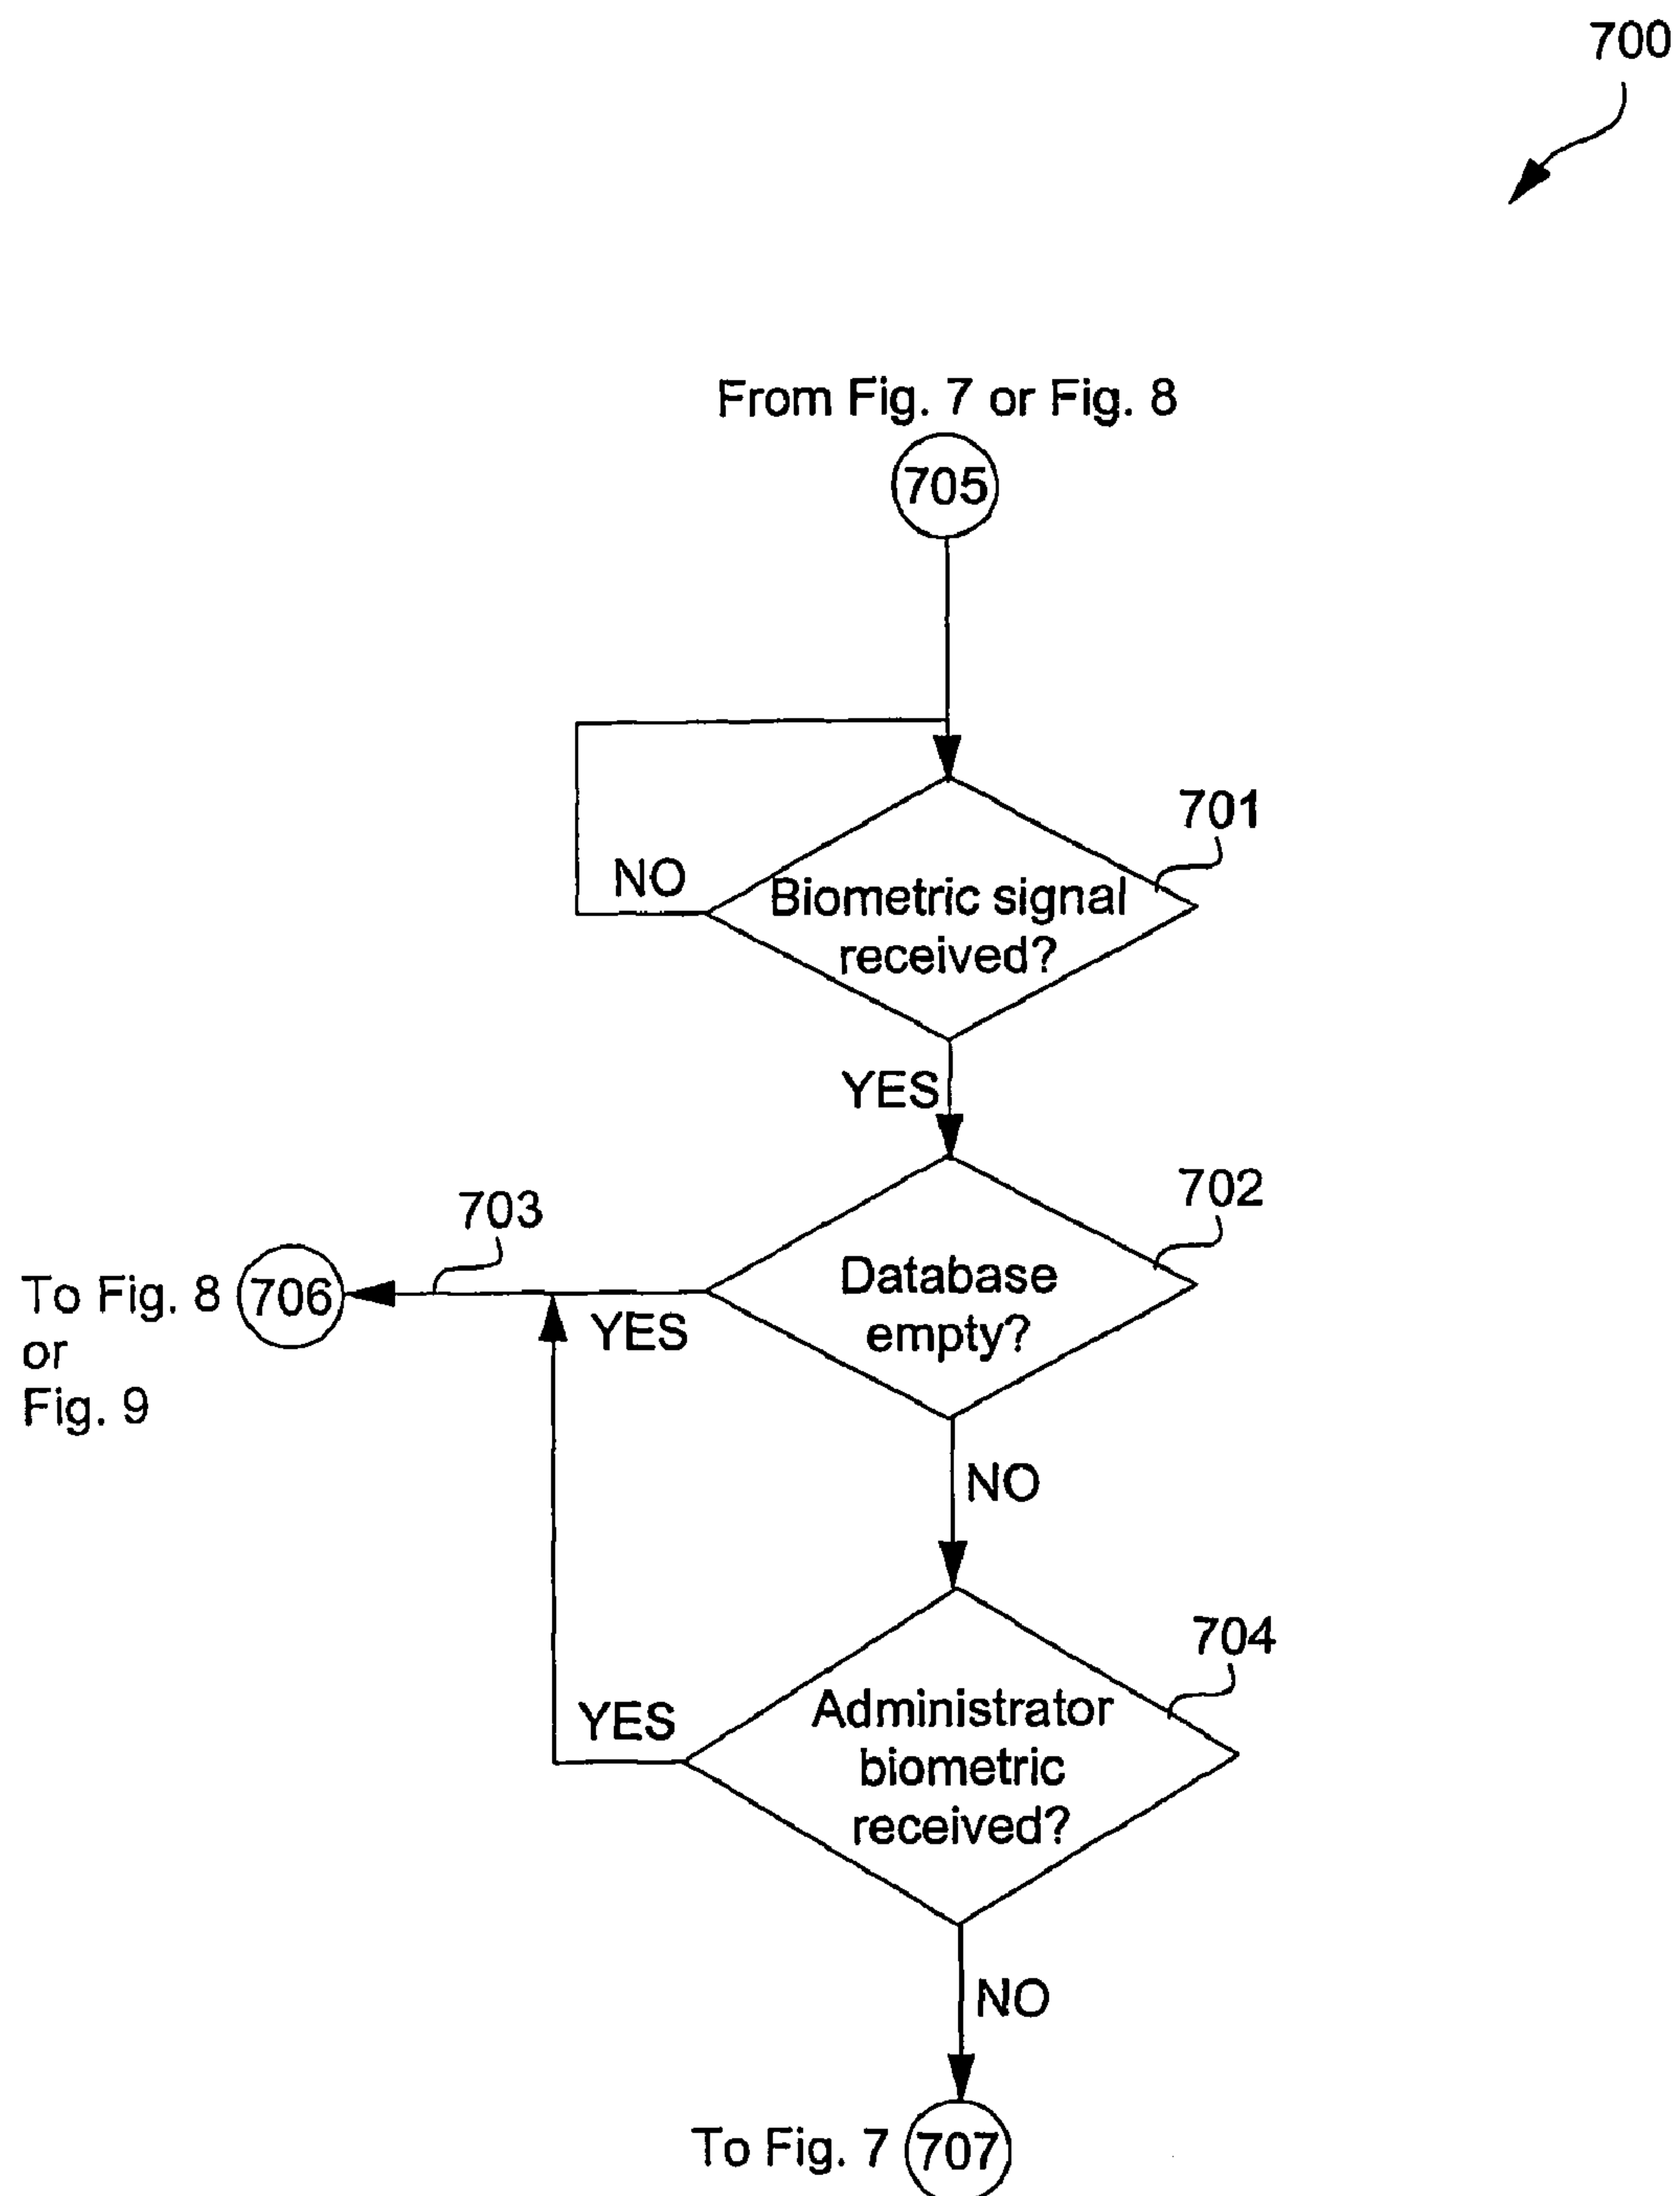 700
From Fig. 7 or Fig. 8
705
701
NO
Biometric signal
received?
YES
702
703
Database
empty?
To Fig. 8
or
Fig. 9
706
YES
NO
704
Administrator
biometric
received?
YES
NO
To Fig. 7
707